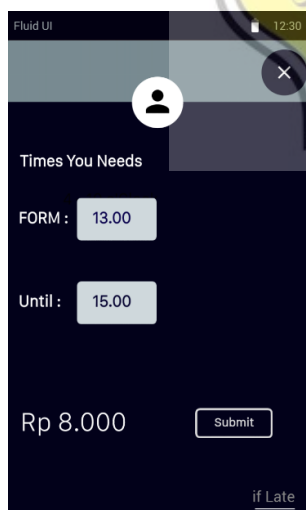 Fluid UI 12:30
Times You Needs
FORM : 13.00
Until : 15.00
Rp 8.000 Submit
if Late